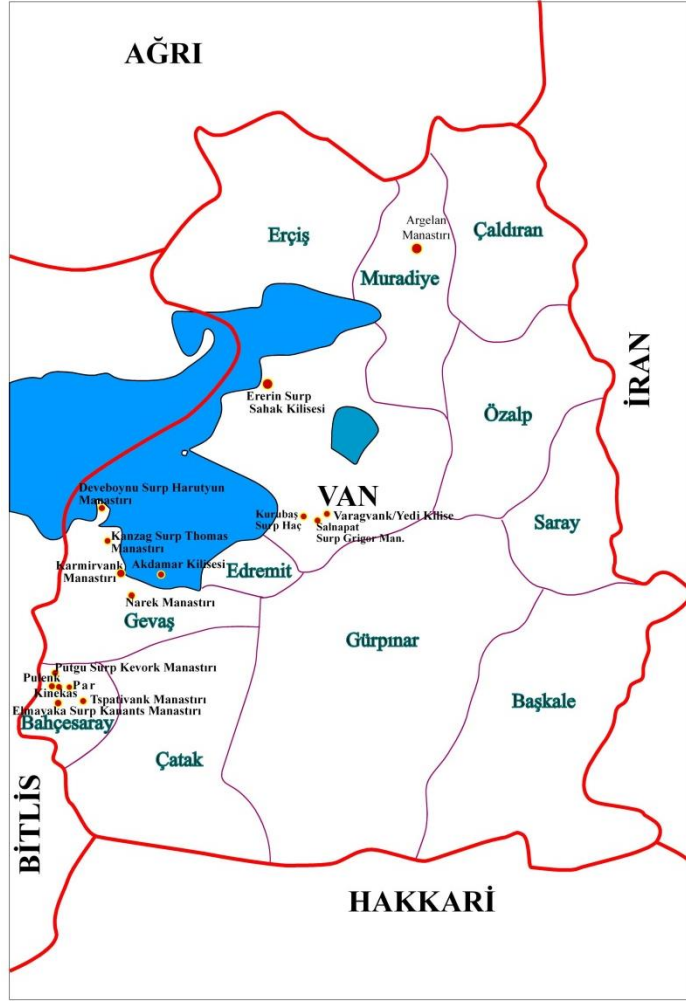 AĞRI
Argelan
Manastırı
Erçiş
Çaldıran
Muradiye
İRAN
Ererin Surp
Sahak Kilisesi
Özalp
Deveboynu Surp Harutyun
Manastırı
VAN
Kurubaş
Surp Haç
Varagvank/Yedi Kilise
Salnapat
Surp Grigor Man.
Saray
Kanzag Surp Thomas
Manastırı
Karmirvank
Manastırı
Akdamar Kilisesi
Edremit
Narek Manastırı
Gevaş
Gürpınar
Putgu Surp Kevork Manastırı
Pulenk
Par
Kinekas
Tspativank Manastırı
Elmayaka Surp Kanants Manastırı
Bahçesaray
Başkale
Çatak
BİTLİS
HAKKARİ